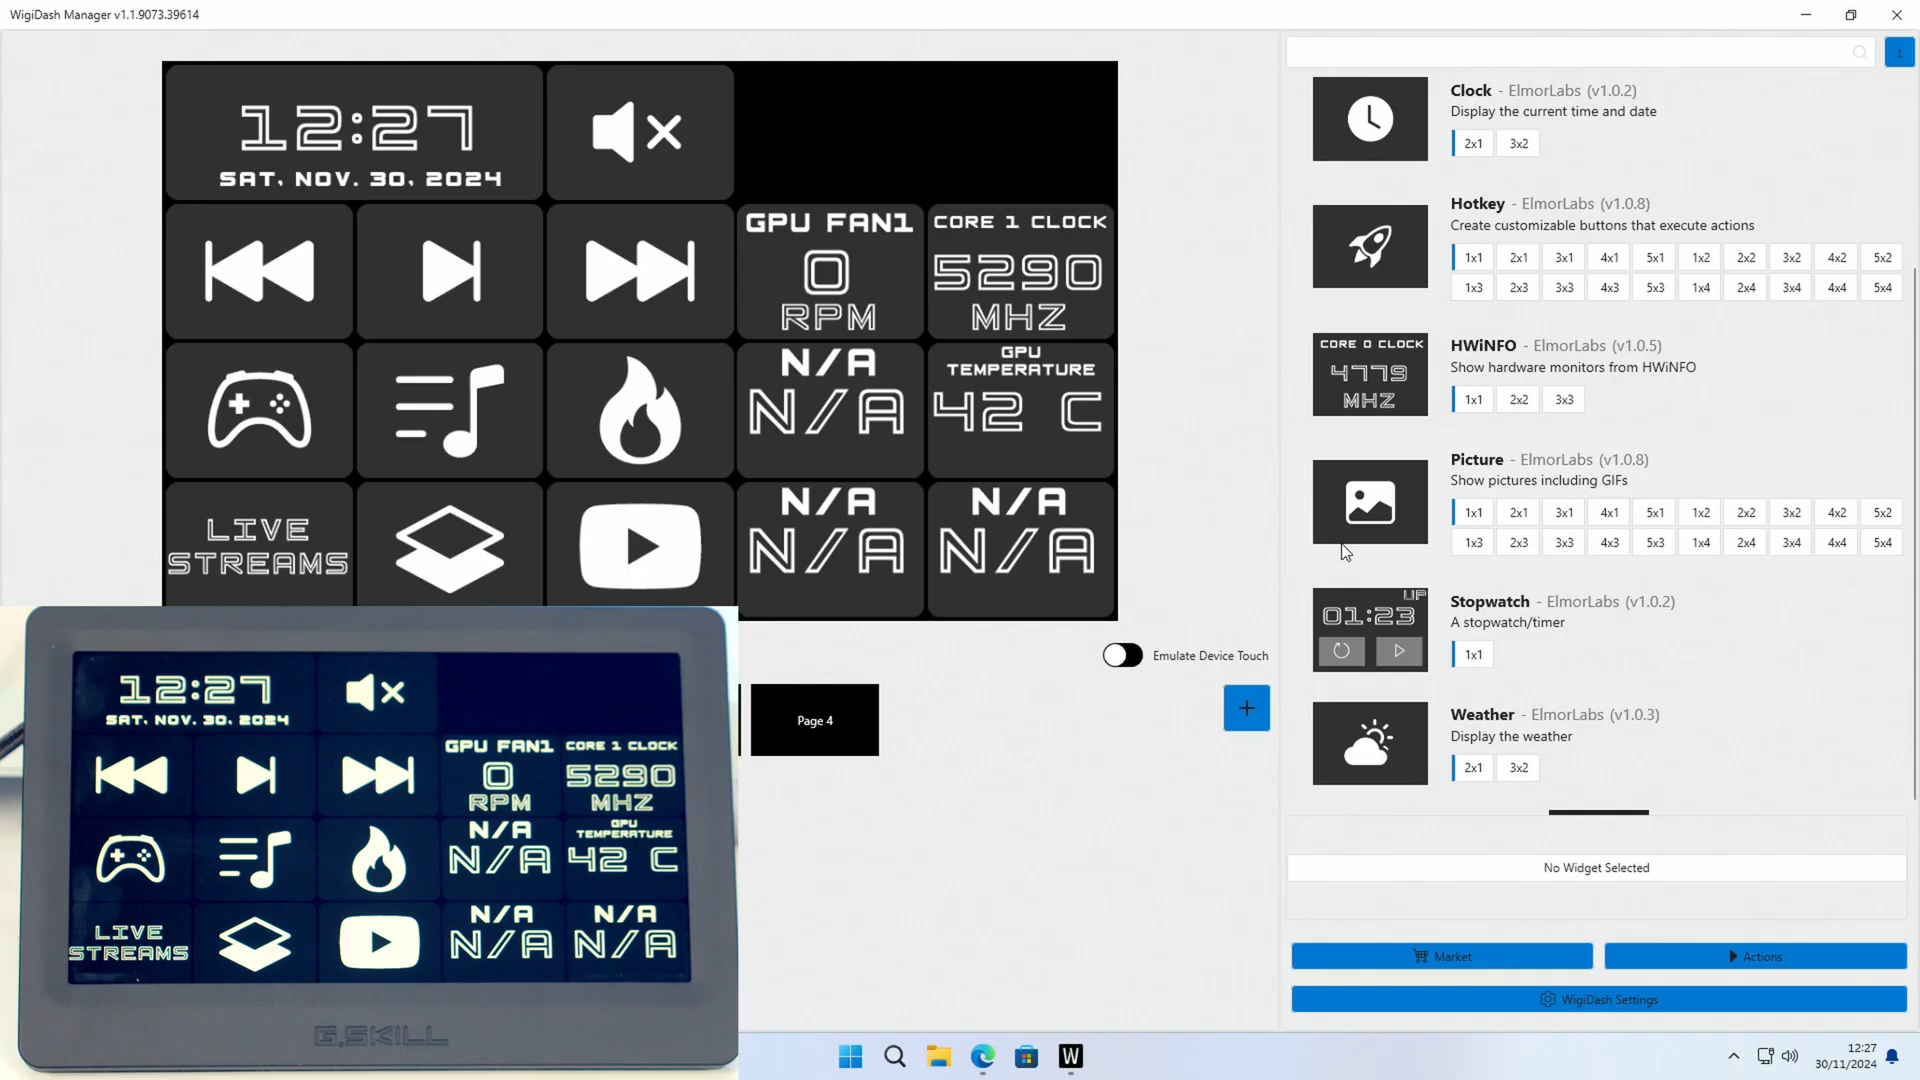 WigiDash Manager v1.1.9073.39614
12:27
SAT, NOV. 30, 2024
GPU FAN1
0
RPM
CORE 1 CLOCK
5290
MHZ
N/A
N/A
GPU
TEMPERATURE
42 C
LIVE
STREAMS
N/A
N/A
N/A
N/A
Emulate Device Touch
Page 4
+
Clock - ElmorLabs (v1.0.2)
Display the current time and date
2x1 3x2
Hotkey - ElmorLabs (v1.0.8)
Create customizable buttons that execute actions
1x1 2x1 3x1 4x1 5x1 1x2 2x2 3x2 4x2 5x2
1x3 2x3 3x3 4x3 5x3 1x4 2x4 3x4 4x4 5x4
CORE 0 CLOCK
4779
MHZ
HWiNFO - ElmorLabs (v1.0.5)
Show hardware monitors from HWiNFO
1x1 2x2 3x3
Picture - ElmorLabs (v1.0.8)
Show pictures including GIFs
1x1 2x1 3x1 4x1 5x1 1x2 2x2 3x2 4x2 5x2
1x3 2x3 3x3 4x3 5x3 1x4 2x4 3x4 4x4 5x4
UP
01:23
Stopwatch - ElmorLabs (v1.0.2)
A stopwatch/timer
1x1
Weather - ElmorLabs (v1.0.3)
Display the weather
2x1 3x2
No Widget Selected
Market
Actions
WigiDash Settings
12:27
SAT, NOV. 30, 2024
GPU FAN1
0
RPM
CORE 1 CLOCK
5290
MHZ
N/A
N/A
GPU
TEMPERATURE
42 C
LIVE
STREAMS
N/A
N/A
N/A
N/A
G.SKILL
W
12:27
30/11/2024